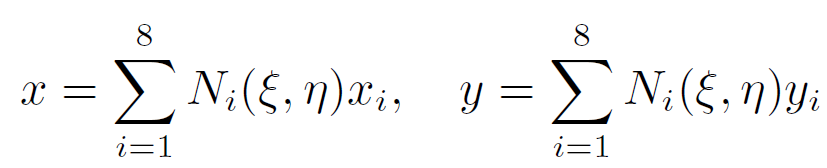 x = \sum_{i=1}^{8} N_i(\xi, \eta) x_i, \quad y = \sum_{i=1}^{8} N_i(\xi, \eta) y_i